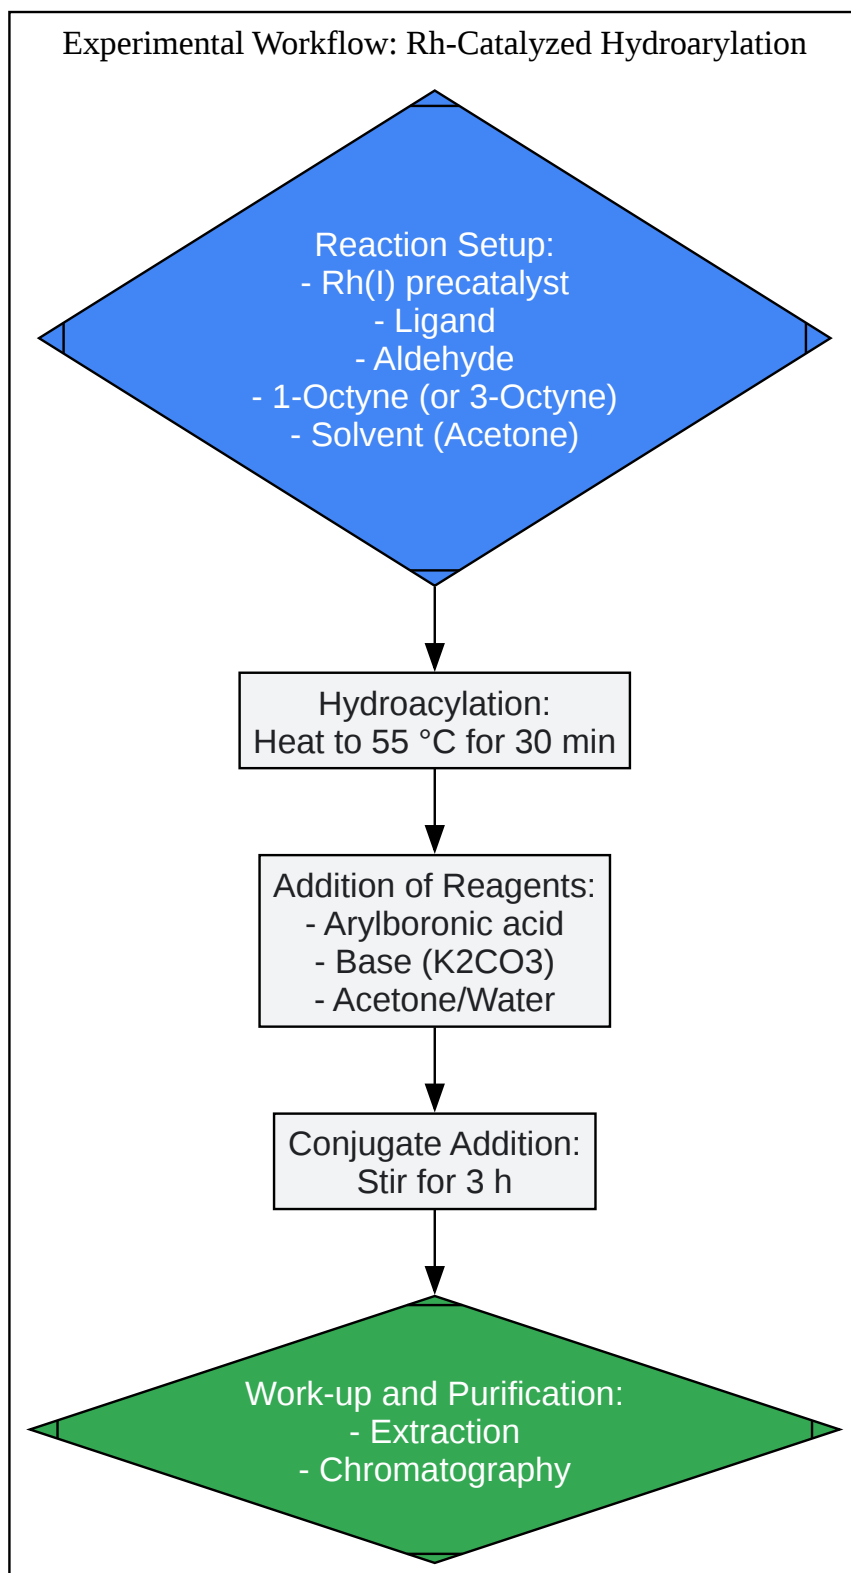 Experimental Workflow: Rh-Catalyzed Hydroarylation
Reaction Setup:
- Rh(I) precatalyst
- Ligand
- Aldehyde
- 1-Octyne (or 3-Octyne)
- Solvent (Acetone)
Hydroacylation:
Heat to 55 °C for 30 min
Addition of Reagents:
- Arylboronic acid
- Base (K2CO3)
- Acetone/Water
Conjugate Addition:
Stir for 3 h
Work-up and Purification:
- Extraction
- Chromatography